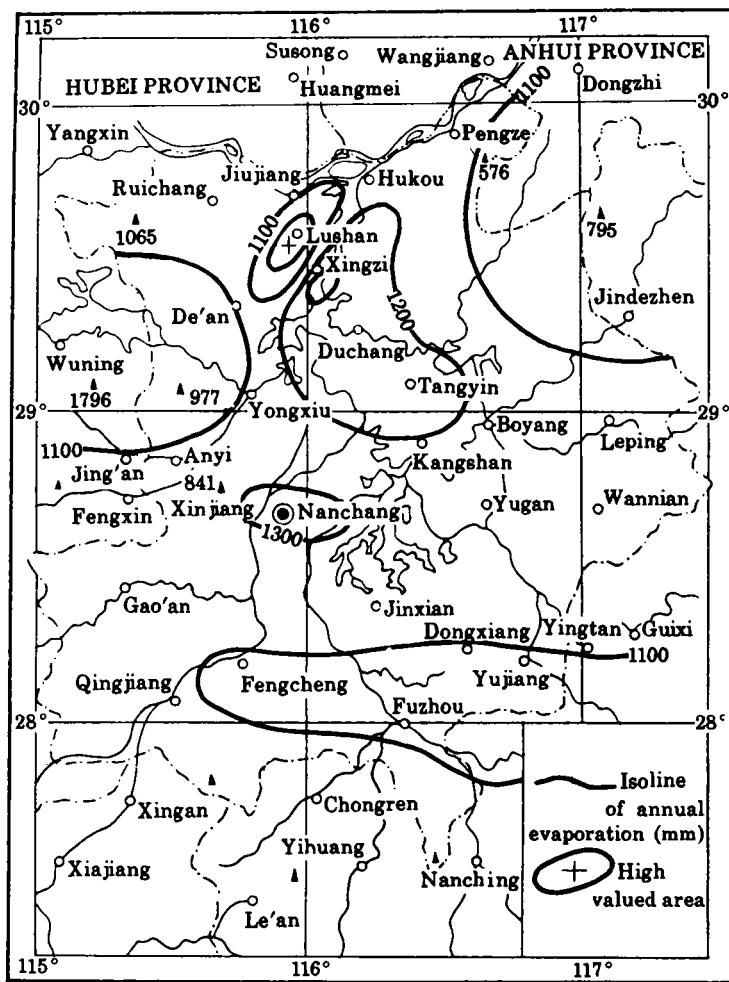 115° 116° 117°
Susong Wangjiang ANHUI PROVINCE
HUBEI PROVINCE Huangmei 1100 Dongzhi
30° 30°
Yangxin Pengze
Jiujiang 576
Ruichang Hukou
1065 1100 Lushan 795
Xingzi
1200 Jindezhen
De'an
Wuning Duchang
1796 977 Tangyin
29° Yongxiu 29°
1100 Boyang Leping
Jing'an Anyi Kangshan
841
Fengxin Xinjiang Nanchang Yugan Wannian
1300
Gao'an Jinxian
Dongxiang Yingtan Guixi
1100
Qingjiang Fengcheng Yujiang
28° Fuzhou 28°
Isoline
Xingan Chongren of annual
evaporation (mm)
Xiajiang Yihuang Nanching High
valued area
Le'an
115° 116° 117°